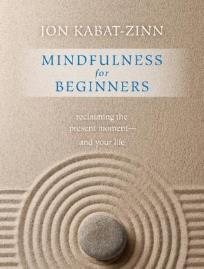 JON KABAT-ZINN
MINDFULNESS
for
BEGINNERS
reclaiming the
present moment—
and your life